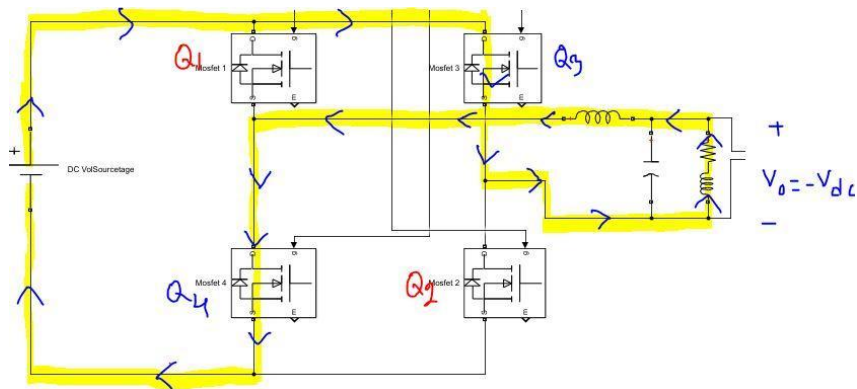 Q1
Mosfet 1
Mosfet 3
Q3
+
DC VolSourcetage
+
V₀ = -Vdc
-
Q4
Mosfet 4
Q2
Mosfet 2